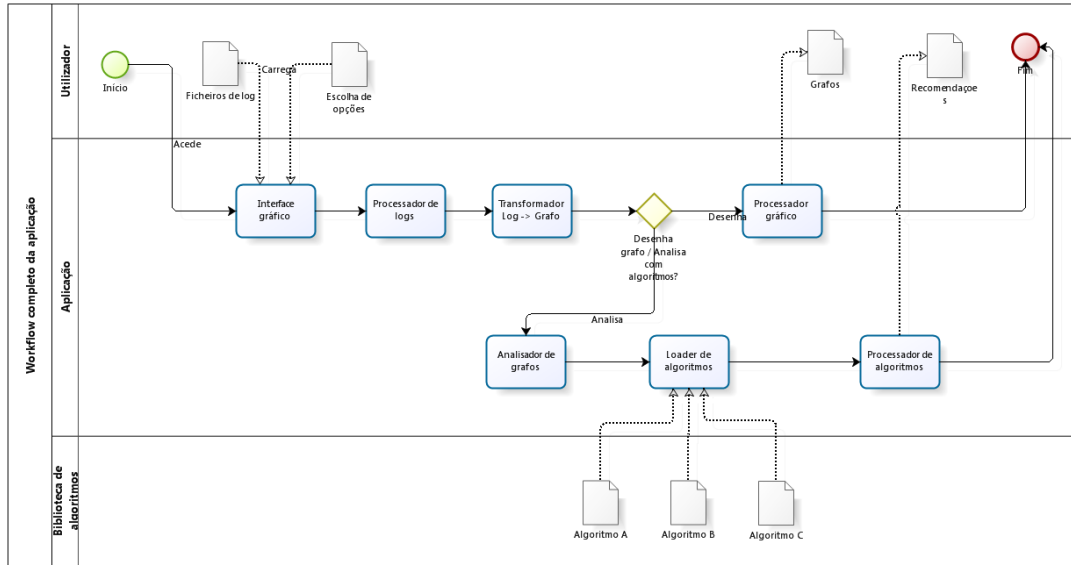 Workflow completo da aplicação
Utilizador
Início
Ficheiros de log
Carrega
Escolha de
opções
Grafos
Recomendaçoe
s
Fim
Acede
Aplicação
Interface
gráfico
Processador de
logs
Transformador
Log -> Grafo
Desenha
grafo / Analisa
com
algoritmos?
Desenha
Processador
gráfico
Analisa
Analisador de
grafos
Loader de
algoritmos
Processador de
algoritmos
Biblioteca de
algoritmos
Algoritmo A
Algoritmo B
Algoritmo C